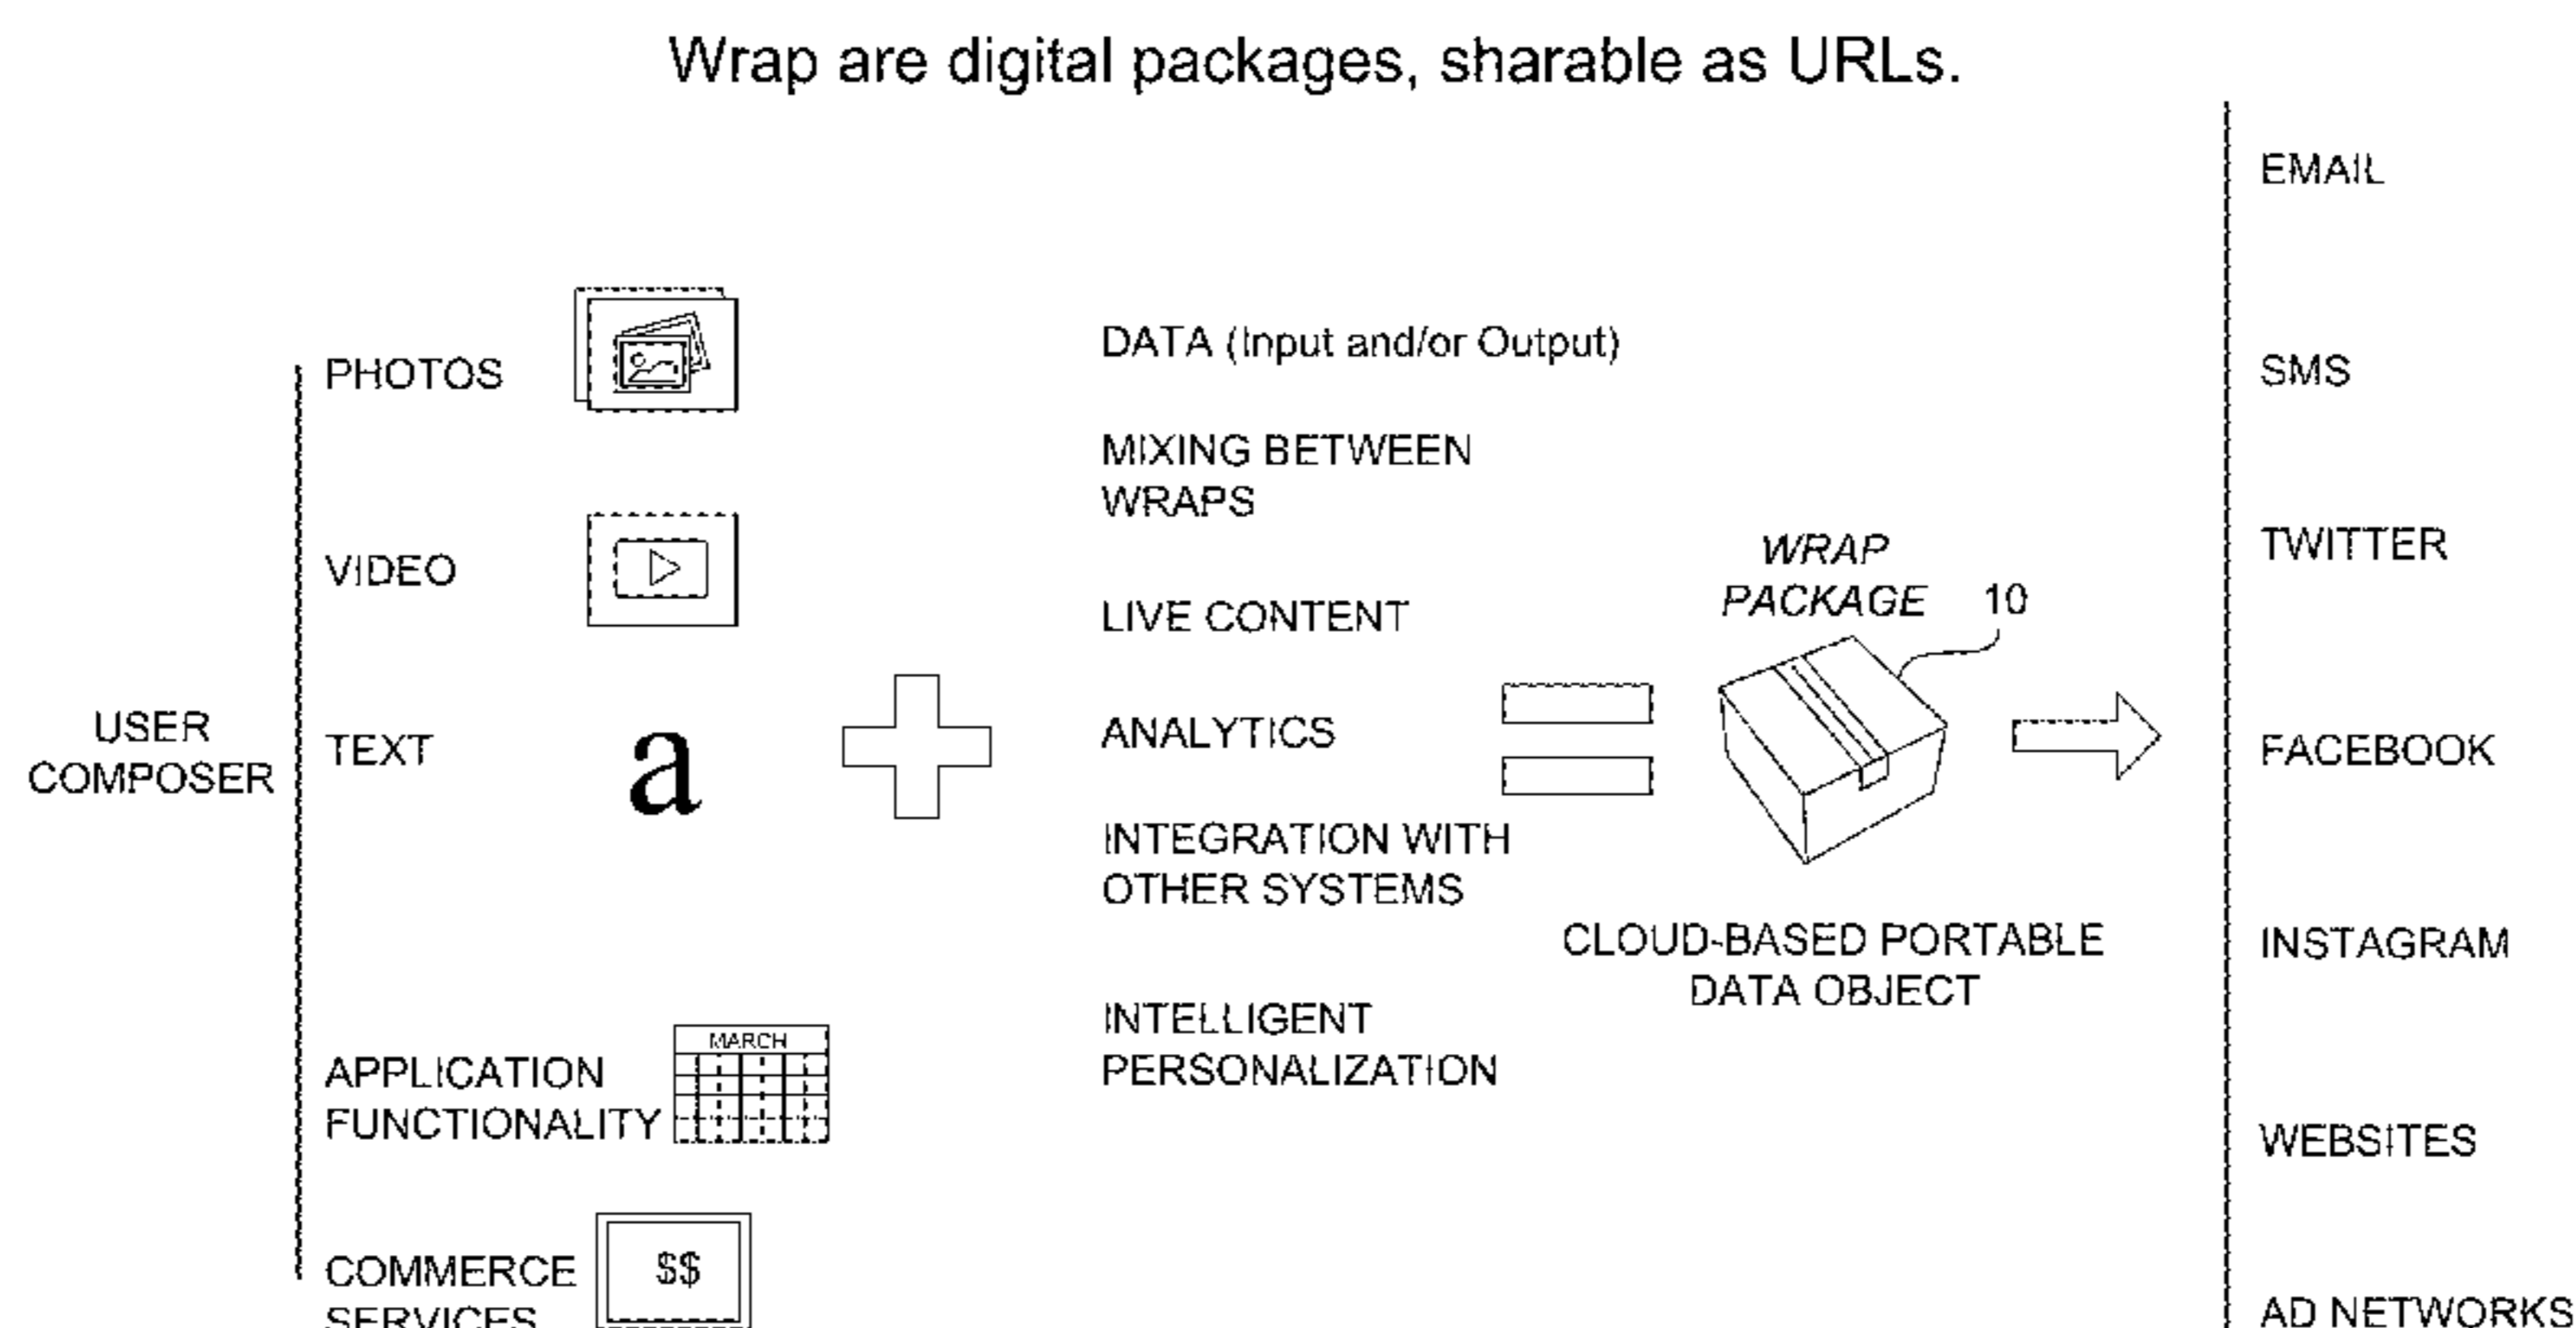 Wrap are digital packages, sharable as URLs.
USER
COMPOSER
PHOTOS
VIDEO
TEXT
a
APPLICATION
FUNCTIONALITY
MARCH
COMMERCE
SERVICES
$$
DATA (Input and/or Output)
MIXING BETWEEN
WRAPS
LIVE CONTENT
ANALYTICS
INTEGRATION WITH
OTHER SYSTEMS
INTELLIGENT
PERSONALIZATION
WRAP
PACKAGE
10
CLOUD-BASED PORTABLE
DATA OBJECT
EMAIL
SMS
TWITTER
FACEBOOK
INSTAGRAM
WEBSITES
AD NETWORKS